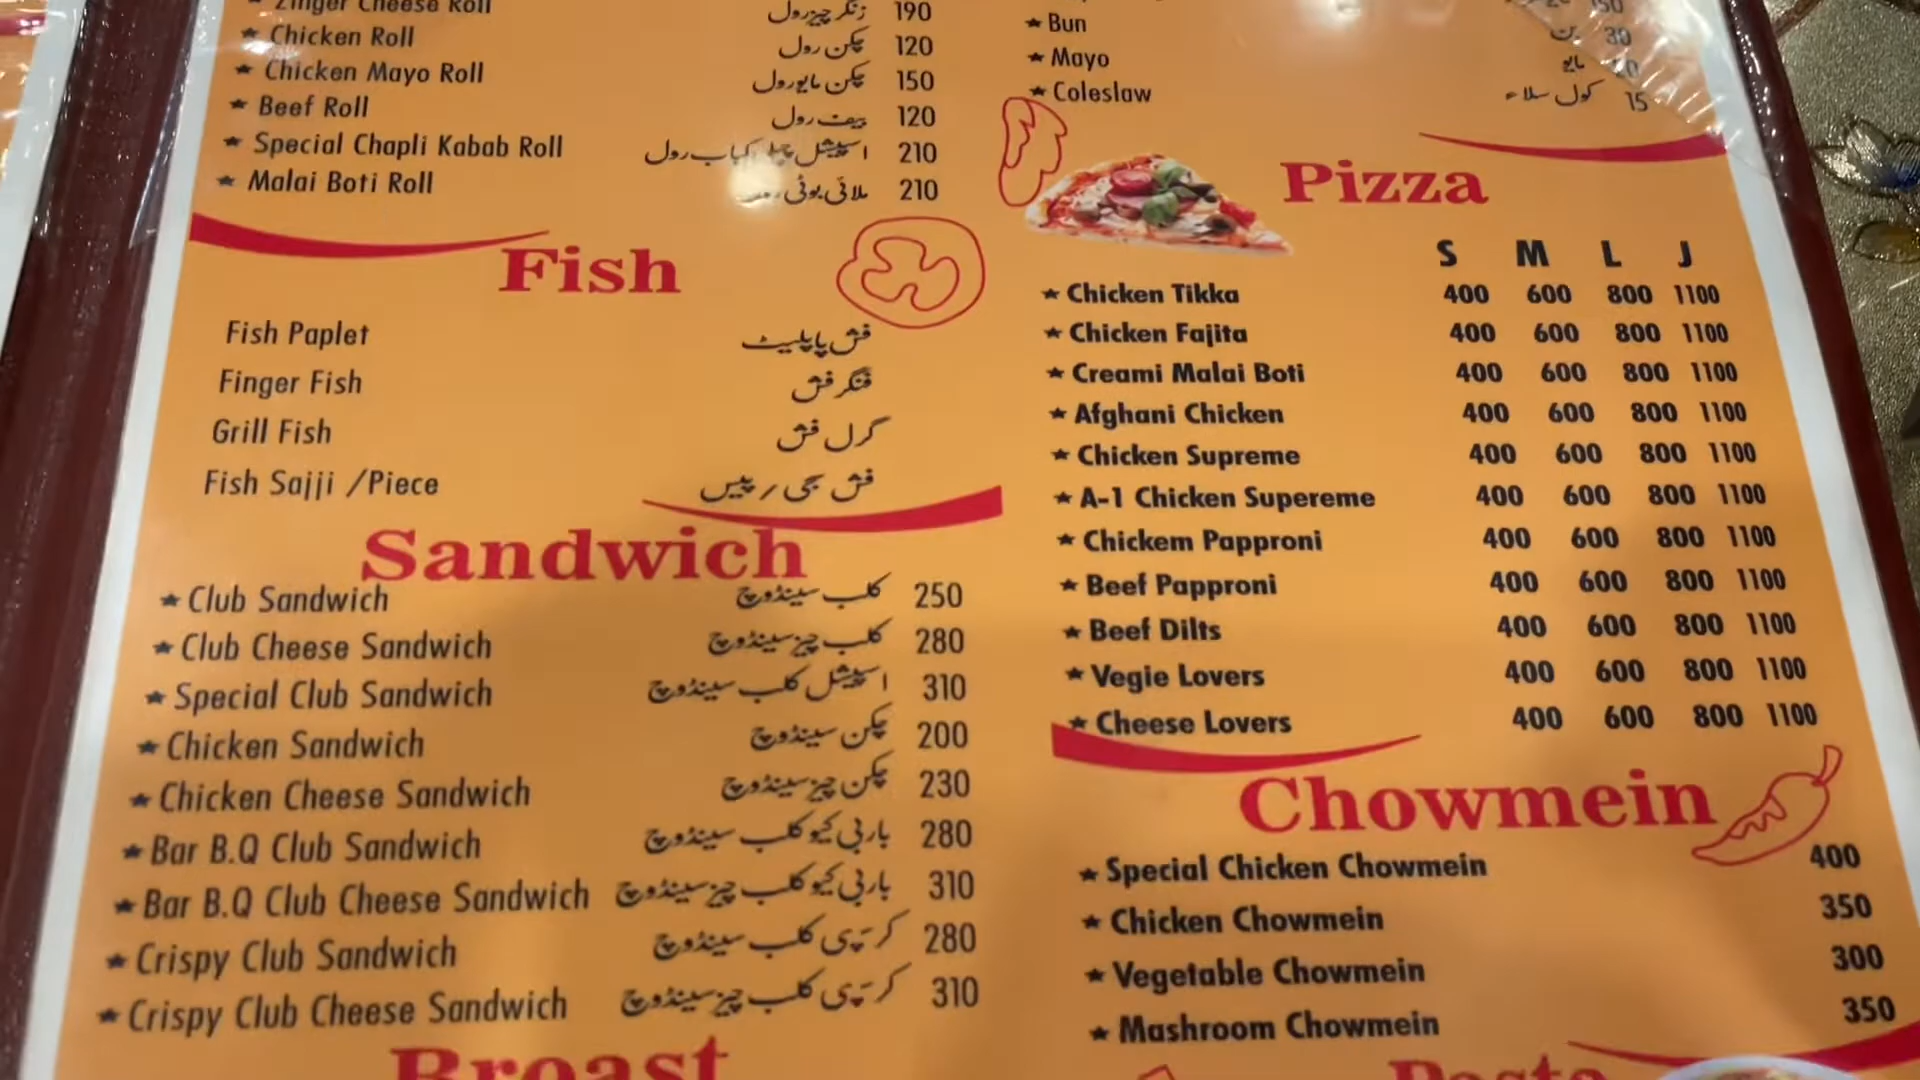 Zinger Cheese Roll زنگر چیز رول 190
Chicken Roll چکن رول 120
Chicken Mayo Roll چکن مایو رول 150
Beef Roll بیف رول 120
Special Chapli Kabab Roll اسپیشل کباب رول 210
Malai Boti Roll ملائی بوٹی 210
Fish
Fish Paplet فش پاپلیٹ
Finger Fish فنگر فش
Grill Fish گرل فش
Fish Sajji /Piece فش سجی / پیس
Sandwich
Club Sandwich کلب سینڈوچ 250
Club Cheese Sandwich کلب چیز سینڈوچ 280
Special Club Sandwich اسپیشل کلب سینڈوچ 310
Chicken Sandwich چکن سینڈوچ 200
Chicken Cheese Sandwich چکن چیز سینڈوچ 230
Bar B.Q Club Sandwich باربی کیو کلب سینڈوچ 280
Bar B.Q Club Cheese Sandwich باربی کیو کلب چیز سینڈوچ 310
Crispy Club Sandwich کرسپی کلب سینڈوچ 280
Crispy Club Cheese Sandwich کرسپی کلب چیز سینڈوچ 310
Broast
Bun بن 30
Mayo مایو
Coleslaw کول سلاء 15
Pizza
S M L J
Chicken Tikka 400 600 800 1100
Chicken Fajita 400 600 800 1100
Creami Malai Boti 400 600 800 1100
Afghani Chicken 400 600 800 1100
Chicken Supreme 400 600 800 1100
A-1 Chicken Supereme 400 600 800 1100
Chickem Papproni 400 600 800 1100
Beef Papproni 400 600 800 1100
Beef Dilts 400 600 800 1100
Vegie Lovers 400 600 800 1100
Cheese Lovers 400 600 800 1100
Chowmein
Special Chicken Chowmein 400
Chicken Chowmein 350
Vegetable Chowmein 300
Mashroom Chowmein 350
Pasta